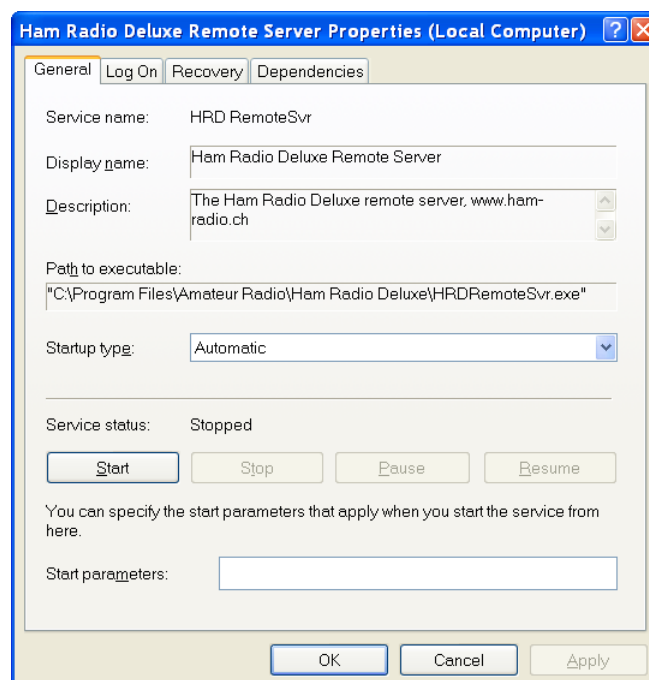 Ham Radio Deluxe Remote Server Properties (Local Computer)
General Log On Recovery Dependencies
Service name: HRD RemoteSvr
Display name: Ham Radio Deluxe Remote Server
Description: The Ham Radio Deluxe remote server, www.ham-
radio.ch
Path to executable:
"C:\Program Files\Amateur Radio\Ham Radio Deluxe\HRDRemoteSvr.exe"
Startup type: Automatic
Service status: Stopped
Start Stop Pause Resume
You can specify the start parameters that apply when you start the service from
here.
Start parameters:
OK Cancel Apply